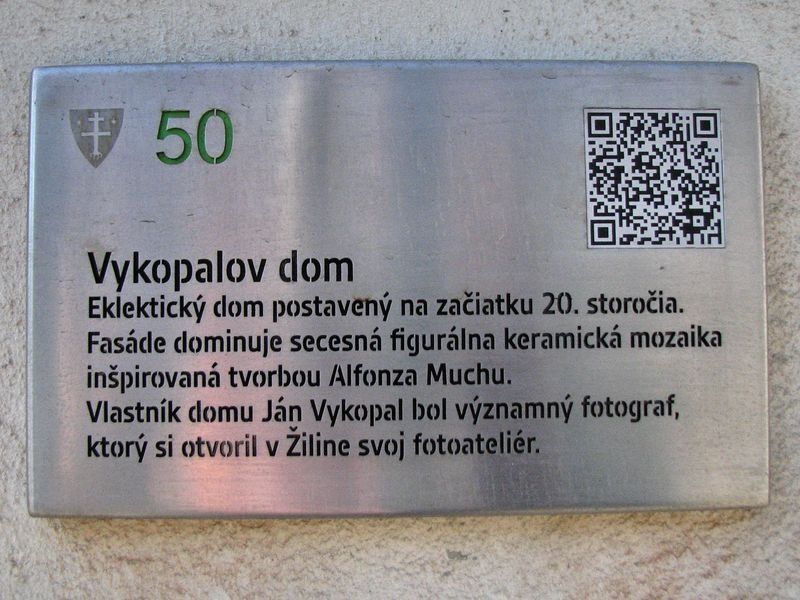 50
Vykopalov dom
Eklektický dom postavený na začiatku 20. storočia.
Fasáde dominuje secesná figurálna keramická mozaika
inšpirovaná tvorbou Alfonza Muchu.
Vlastník domu Ján Vykopal bol významný fotograf,
ktorý si otvoril v Žiline svoj fotoateliér.